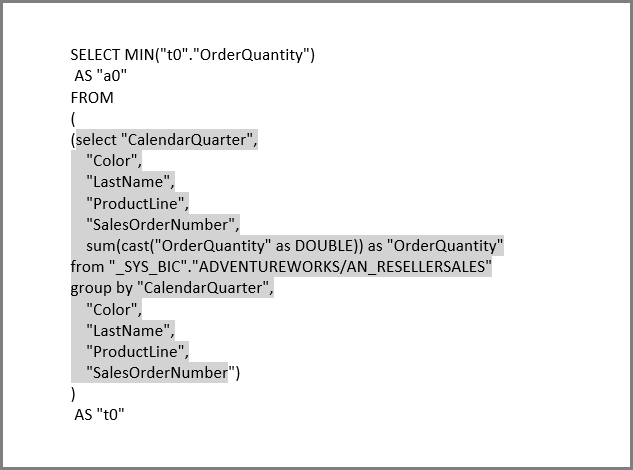 SELECT MIN("t0"."OrderQuantity")
AS "a0"
FROM
(
(select "CalendarQuarter",
"Color",
"LastName",
"ProductLine",
"SalesOrderNumber",
sum(cast("OrderQuantity" as DOUBLE)) as "OrderQuantity"
from "_SYS_BIC"."ADVENTUREWORKS/AN_RESELLERSALES"
group by "CalendarQuarter",
"Color",
"LastName",
"ProductLine",
"SalesOrderNumber")
)
AS "t0"